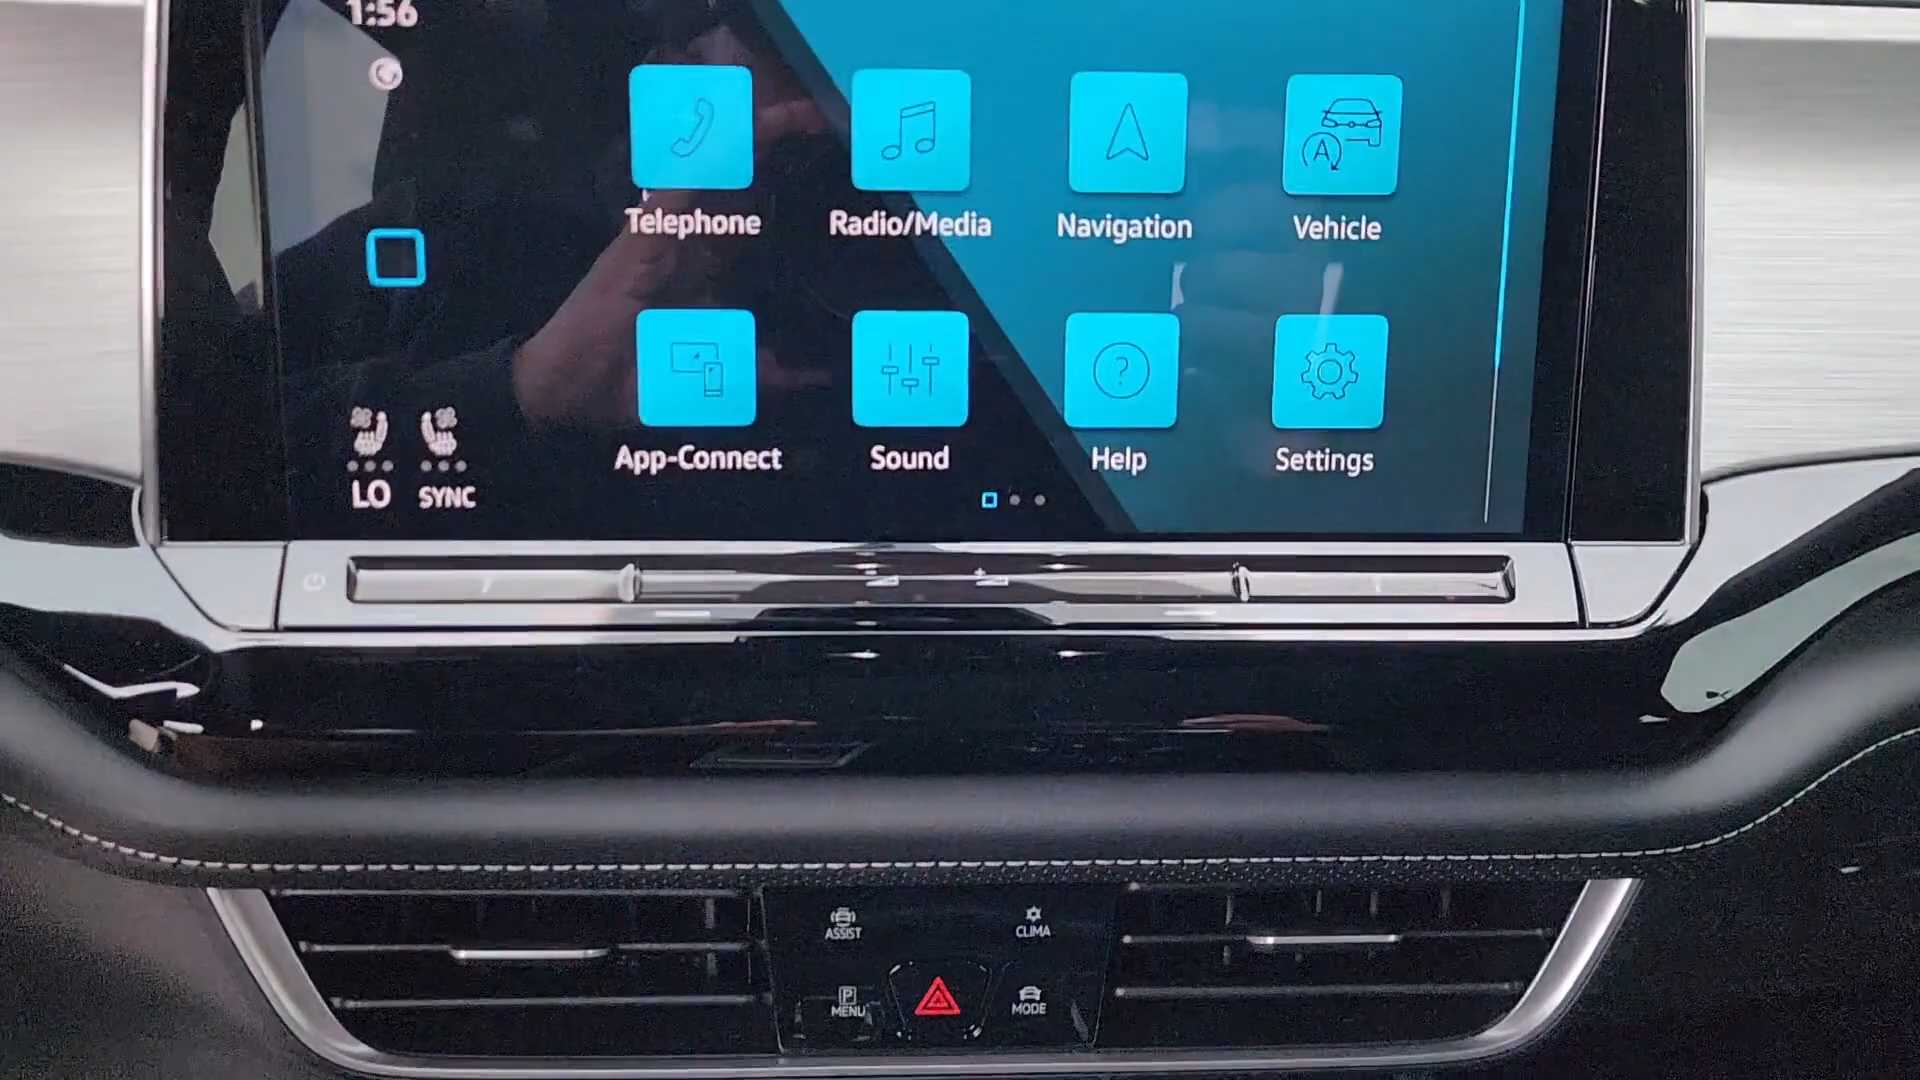 1:56
Telephone
Radio/Media
Navigation
Vehicle
A
App-Connect
Sound
?
Help
Settings
LO
SYNC
ASSIST
CLIMA
P
MENU
MODE